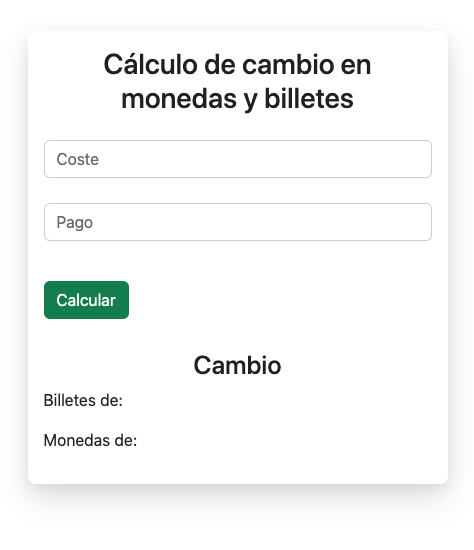 Cálculo de cambio en
monedas y billetes
Coste
Pago
Calcular
Cambio
Billetes de:
Monedas de: